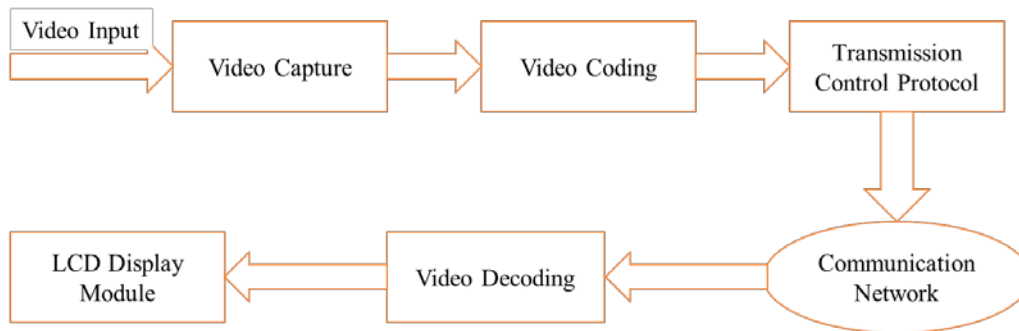 Video Input
Video Capture
Video Coding
Transmission
Control Protocol
Communication
Network
Video Decoding
LCD Display
Module